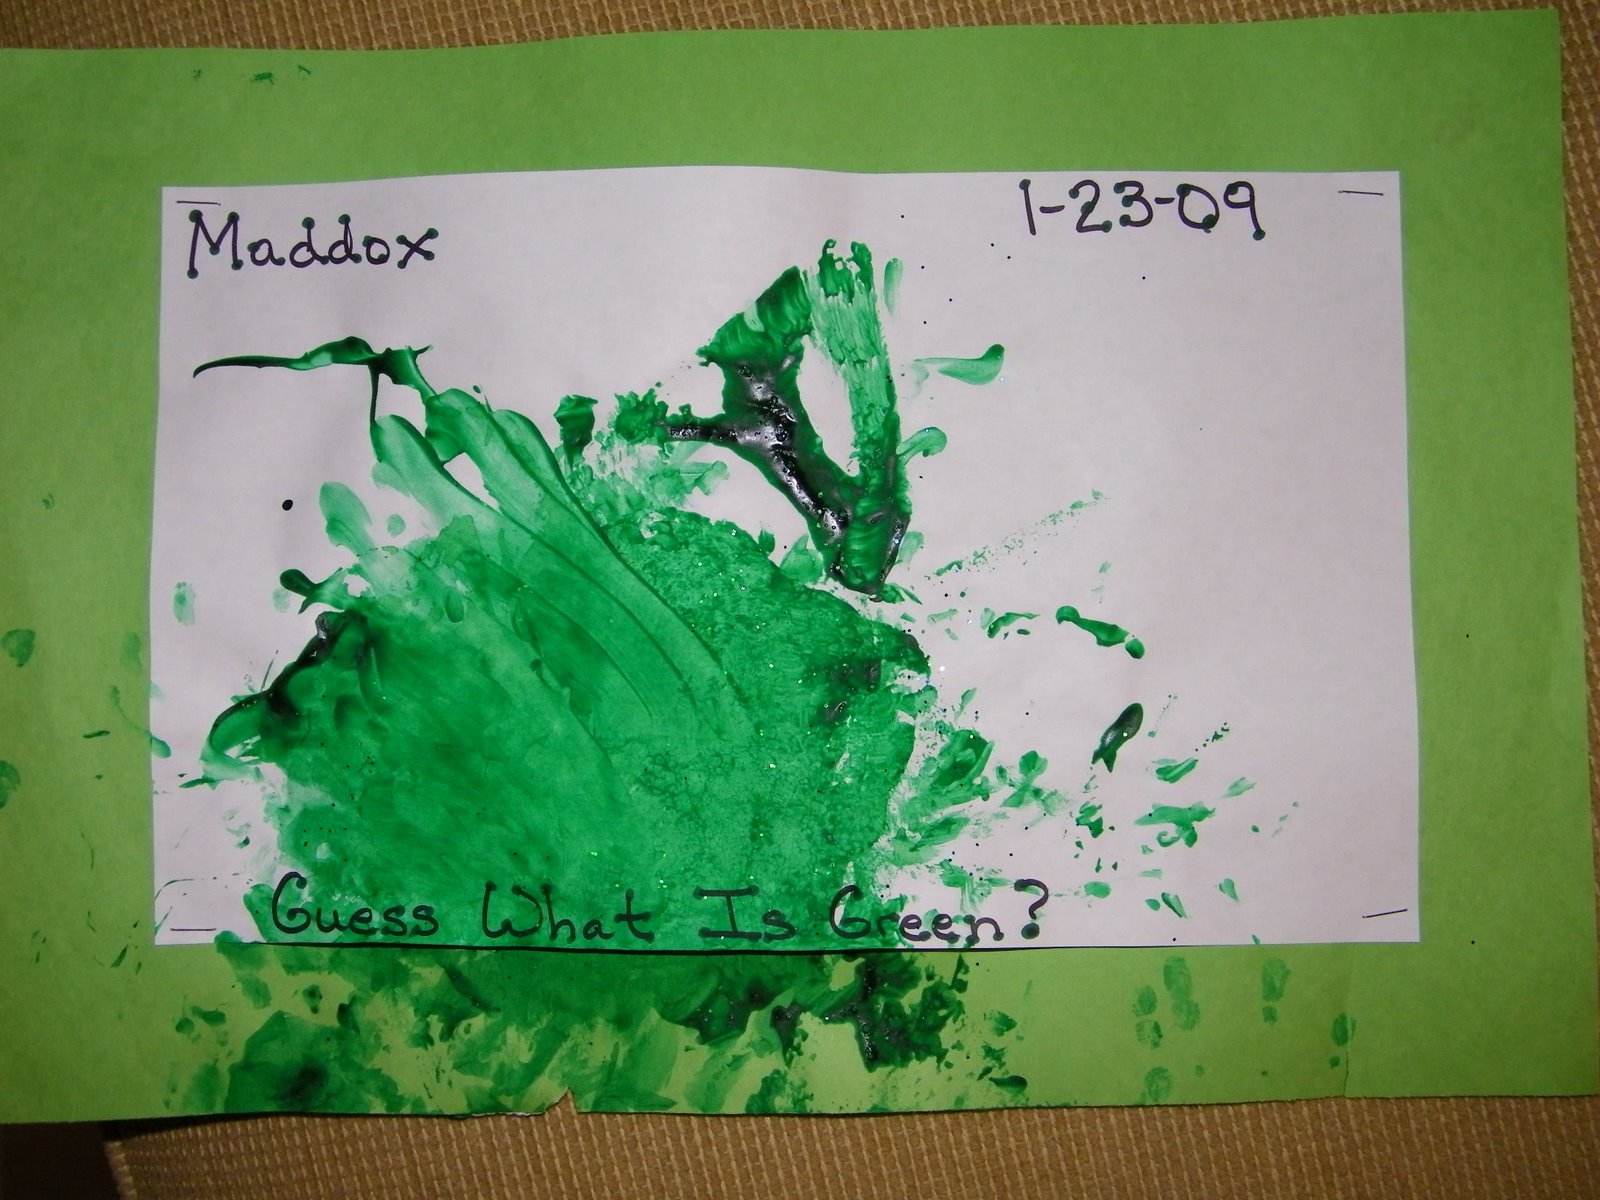 Maddox
1-23-09
Guess What Is Green?